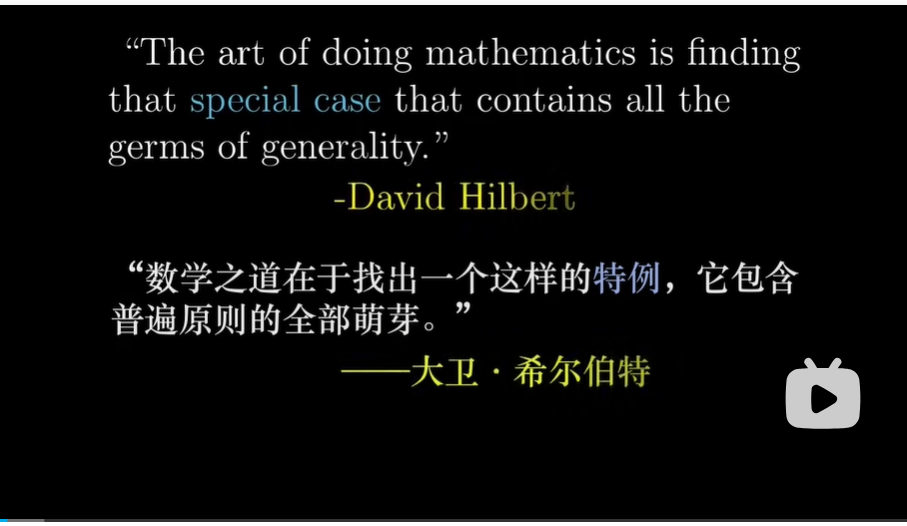 “The art of doing mathematics is finding
that special case that contains all the
germs of generality.”
-David Hilbert
“数学之道在于找出一个这样的特例，它包含
普遍原则的全部萌芽。”
——大卫·希尔伯特